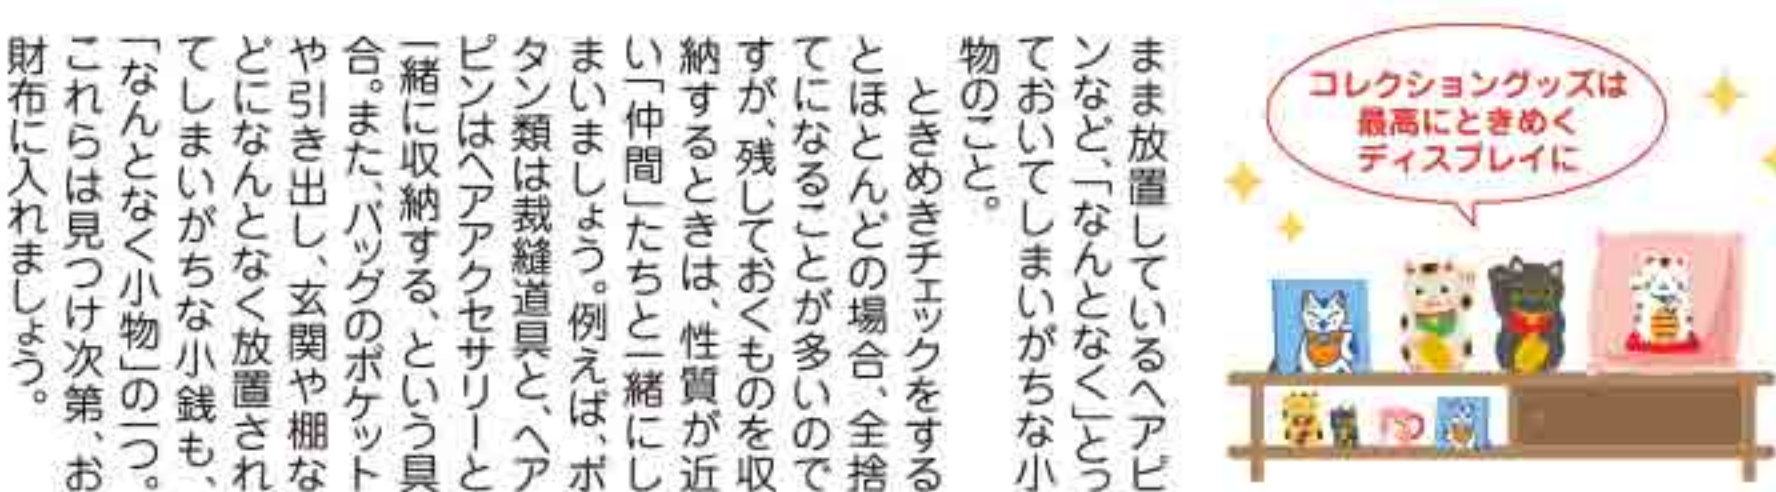 コレクショングッズは
最高にときめく
ディスプレイに
まま放置しているヘアピ
ンなど、「なんとなく」とっ
ておいてしまいがちな小
物のこと。
ときめきチェックをする
とほとんどの場合、全捨
てになることが多いので
すが、残しておくものを収
納するときは、性質が近
い「仲間」たちと一緒にし
まいましょう。例えば、ボ
タン類は裁縫道具と、ヘア
ピンはヘアアクセサリーと
一緒に収納する、という具
合。また、バッグのポケット
や引き出し、玄関や棚な
どになんとなく放置され
てしまいがちな小銭も、
「なんとなく小物」の一つ。
これらは見つけ次第、お
財布に入れましょう。